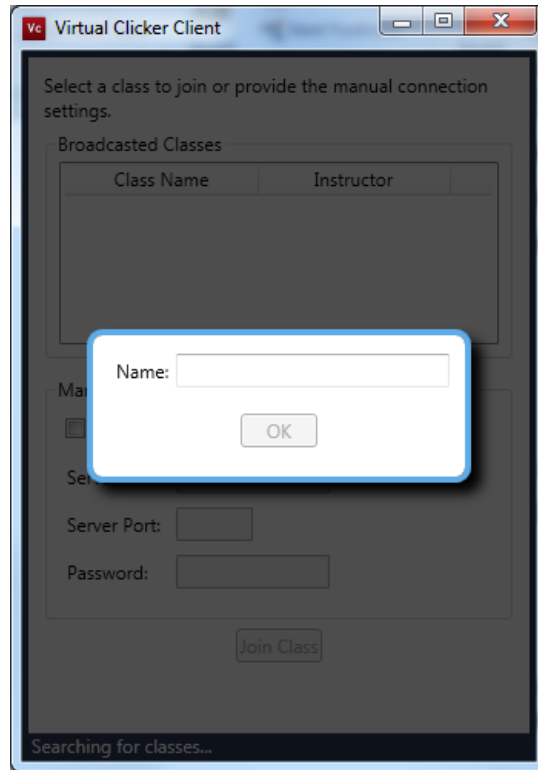 Vc Virtual Clicker Client
Select a class to join or provide the manual connection
settings.
Broadcasted Classes
Class Name Instructor
Name:
OK
Server Port:
Password:
Join Class
Searching for classes...